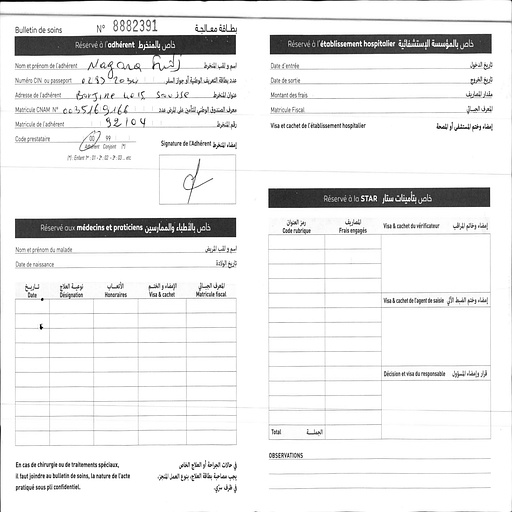 Bulletin de soins N° 8882391 بطاقة معالجة
Réservé à l'adhérent خاص بالمنخرط
Nom et prénom de l'adhérent Nagara اسم و لقب المنخرط
Numéro CIN ou passeport عدد بطاقة التعريف الوطنية أو جواز السفر
Adresse de l'adhérent عنوان المنخرط
Matricule CNAM N° 0035169166 معرف الصندوق الوطني للتأمين على المرض عدد
Matricule de l'adhérent 92104 رقم المنخرط
Code prestataire 00 99
Adhérent Conjoint (*)
(*) : Enfant 1er : 01 - 2è : 02 - 3è : 03 ... etc
Signature de l'Adhérent إمضاء المنخرط
Réservé aux médecins et praticiens خاص بالأطباء والممارسين
Nom et prénom du malade اسم و لقب المريض
Date de naissance تاريخ الولادة
تاريخ نوعية العلاج الأتعاب الإمضاء و الختم المعرف الجبائي
Date Désignation Honoraires Visa & cachet Matricule fiscal
En cas de chirurgie ou de traitements spéciaux,
il faut joindre au bulletin de soins, la nature de l'acte
pratiqué sous pli confidentiel.
في حالات الجراحة أو العلاج الخاص
يجب مصاحبة بطاقة العلاج، بنوع العمل المنجز،
في ظرف سري.
Réservé à l'établissement hospitalier خاص بالمؤسسة الإستشفائية
Date d'entrée تاريخ الدخول
Date de sortie تاريخ الخروج
Montant des frais مقدار المصاريف
Matricule Fiscal المعرف الجبائي
Visa et cachet de l'établissement hospitalier إمضاء وختم المستشفى أو المصحة
Réservé à la STAR خاص بتأمينات ستار
رمز العنوان المصاريف
Code rubrique Frais engagés
Visa & cachet du vérificateur إمضاء وخاتم المراقب
Visa & cachet de l'agent de saisie إمضاء وختم الضبط الآلي
Décision et visa du responsable قرار وإمضاء المسؤول
Total الجملة
OBSERVATIONS